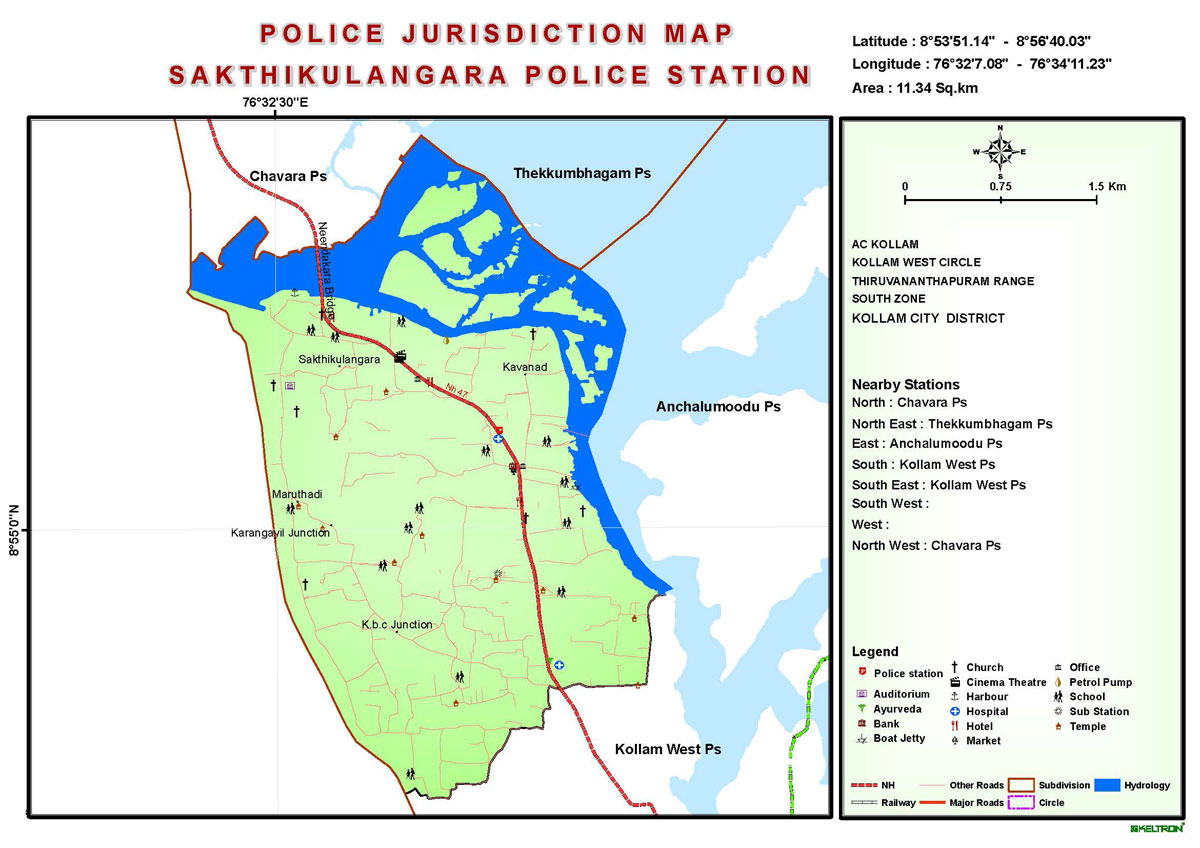 POLICE JURISDICTION MAP
SAKTHIKULANGARA POLICE STATION
Latitude : 8°53'51.14" - 8°56'40.03"
Longitude : 76°32'7.08" - 76°34'11.23"
Area : 11.34 Sq.km
76°32'30"E
8°55'0"N
Chavara Ps
Thekkumbhagam Ps
Neendakara Bridge
Sakthikulangara
Kavanad
Nh 47
Anchalumoodu Ps
Maruthadi
Karangayil Junction
K.b.c Junction
Kollam West Ps
N
W E
S
0 0.75 1.5 Km
AC KOLLAM
KOLLAM WEST CIRCLE
THIRUVANANTHAPURAM RANGE
SOUTH ZONE
KOLLAM CITY DISTRICT
Nearby Stations
North : Chavara Ps
North East : Thekkumbhagam Ps
East : Anchalumoodu Ps
South : Kollam West Ps
South East : Kollam West Ps
South West :
West :
North West : Chavara Ps
Legend
Police station
Auditorium
Ayurveda
Bank
Boat Jetty
Church
Cinema Theatre
Harbour
Hospital
Hotel
Market
Office
Petrol Pump
School
Sub Station
Temple
NH Other Roads Subdivision Hydrology
Railway Major Roads Circle
KELTRON